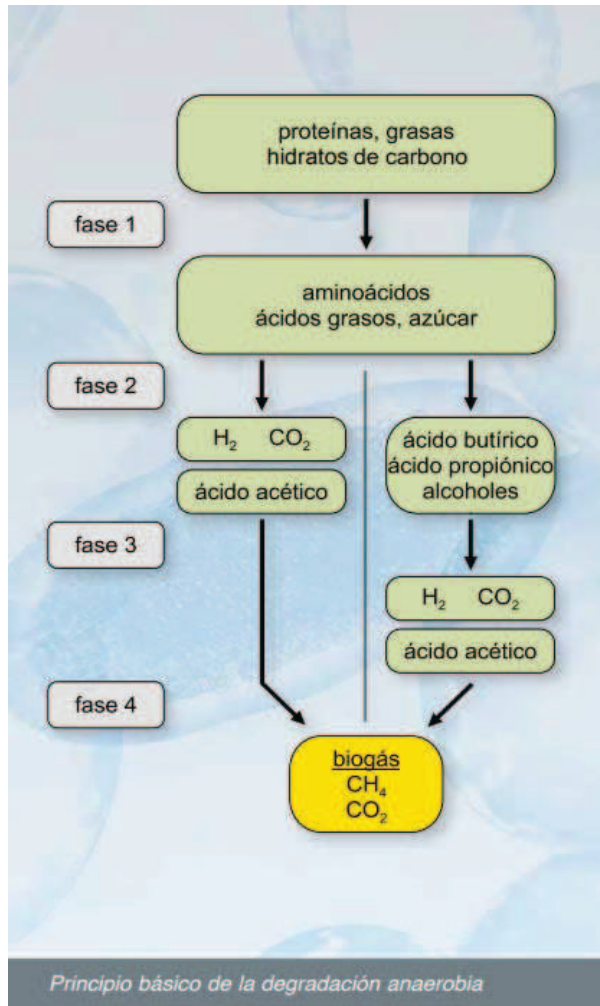 proteínas, grasas
hidratos de carbono
fase 1
aminoácidos
ácidos grasos, azúcar
fase 2
H₂ CO₂
ácido acético
ácido butírico
ácido propiónico
alcoholes
fase 3
H₂ CO₂
ácido acético
fase 4
biogás
CH₄
CO₂
Principio básico de la degradación anaerobia